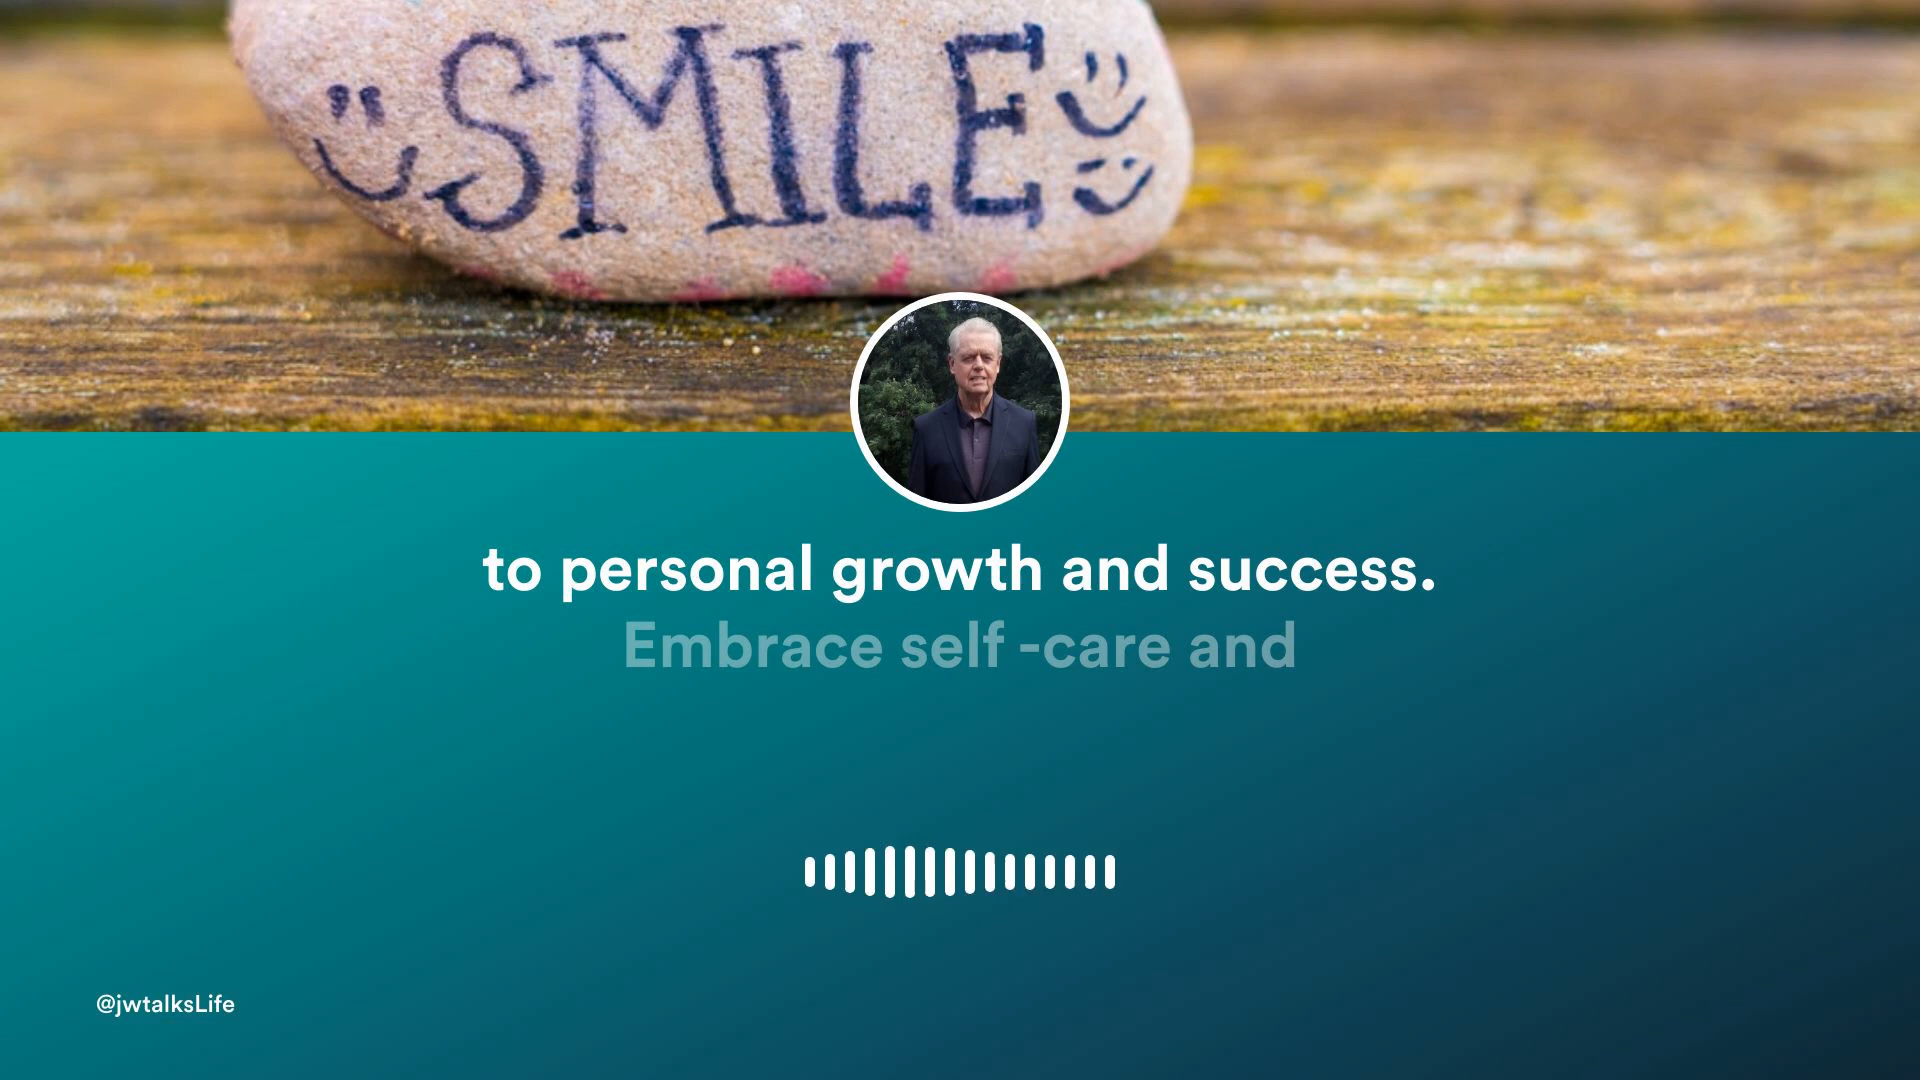 SMILE
to personal growth and success.
Embrace self -care and
@jwtalksLife